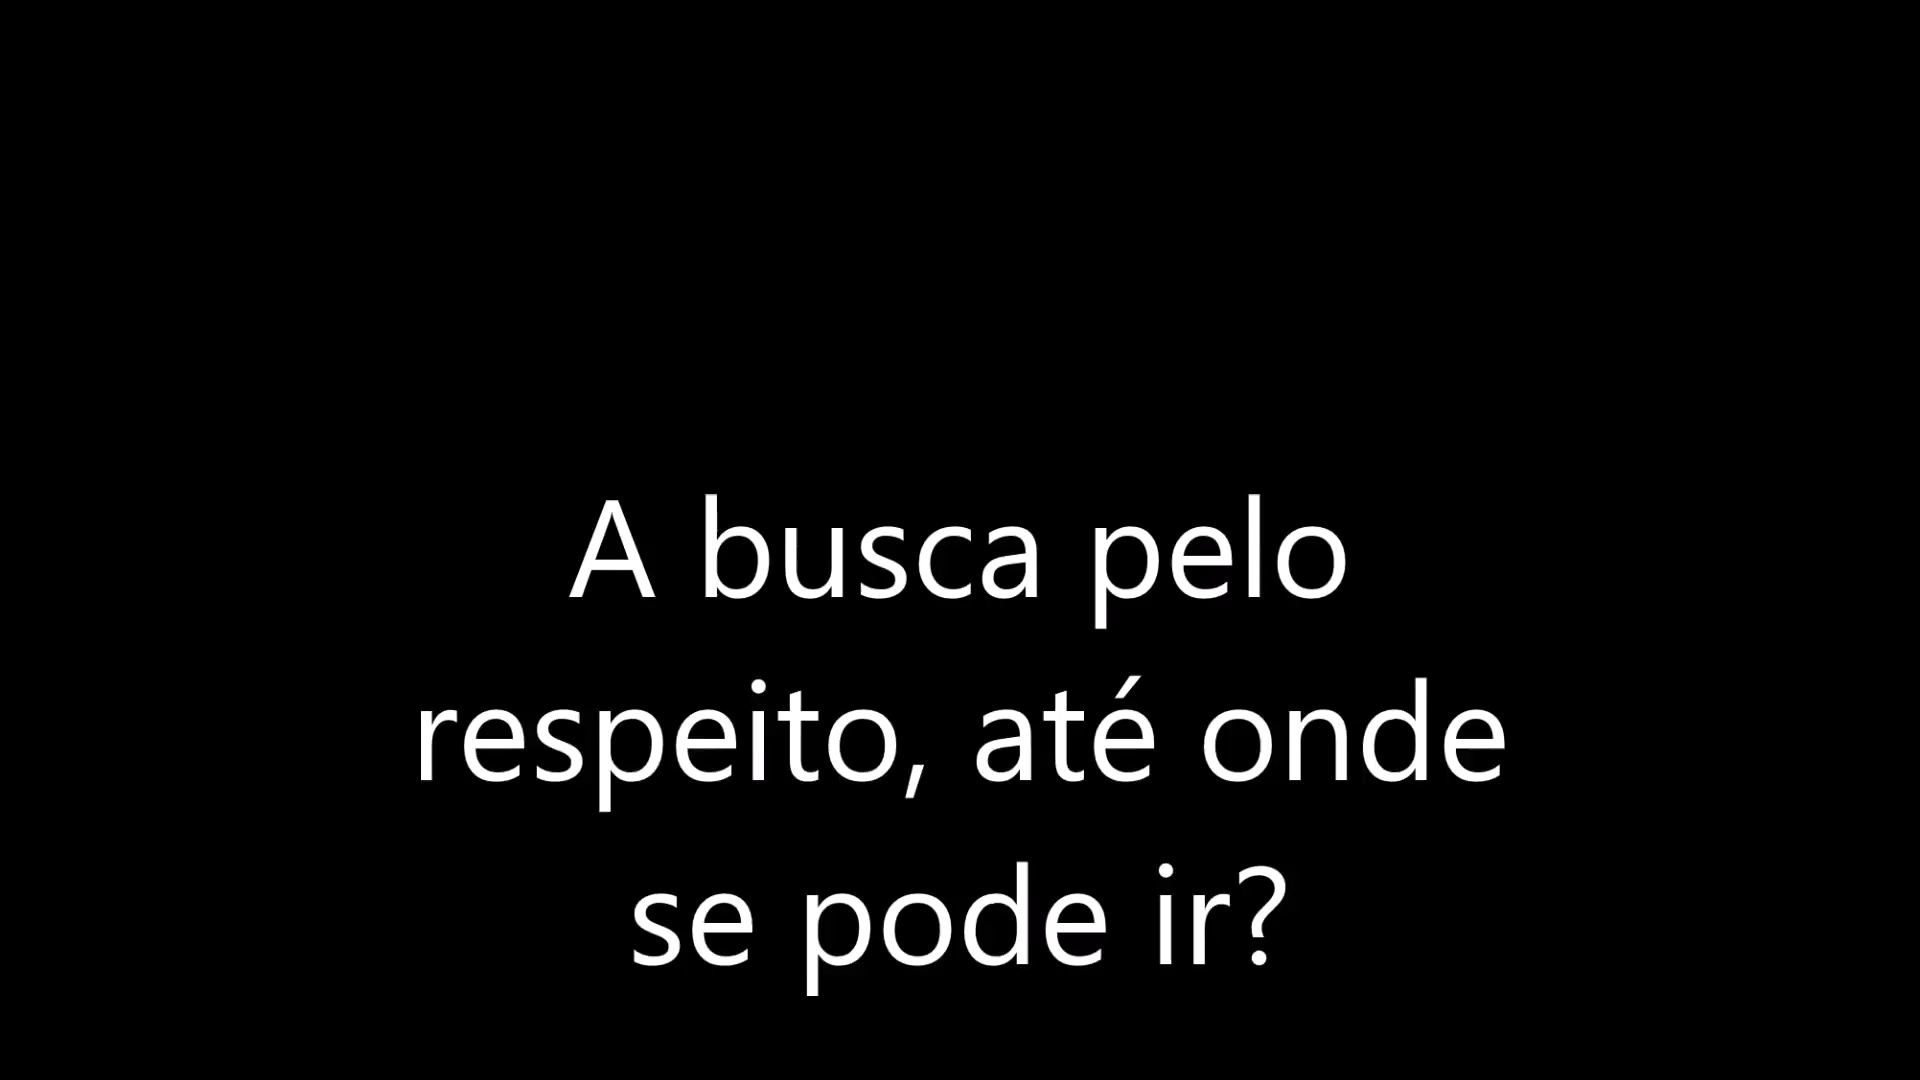 A busca pelo
respeito, até onde
se pode ir?